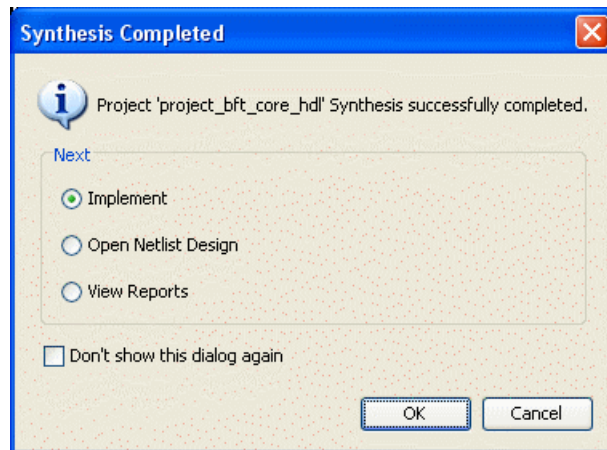 Synthesis Completed
Project 'project_bft_core_hdl' Synthesis successfully completed.
Next
Implement
Open Netlist Design
View Reports
Don't show this dialog again
OK Cancel